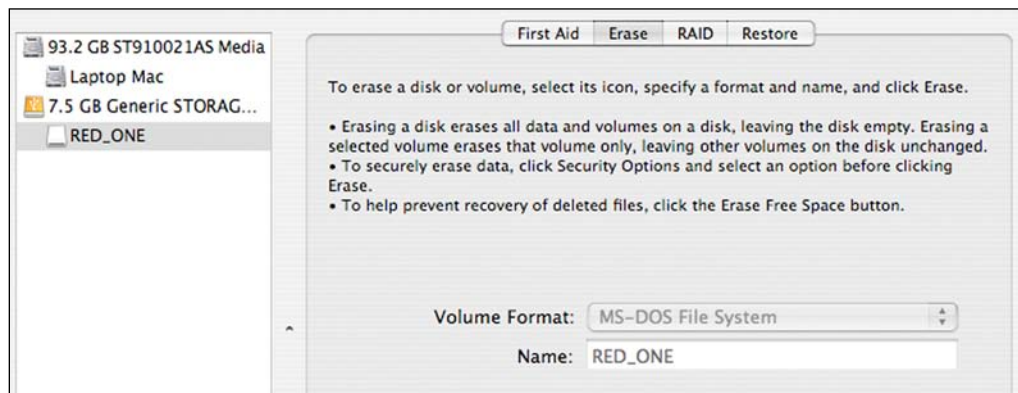 First Aid Erase RAID Restore
93.2 GB ST910021AS Media
Laptop Mac
7.5 GB Generic STORAG...
RED_ONE
To erase a disk or volume, select its icon, specify a format and name, and click Erase.
• Erasing a disk erases all data and volumes on a disk, leaving the disk empty. Erasing a
selected volume erases that volume only, leaving other volumes on the disk unchanged.
• To securely erase data, click Security Options and select an option before clicking
Erase.
• To help prevent recovery of deleted files, click the Erase Free Space button.
Volume Format: MS-DOS File System
Name: RED_ONE